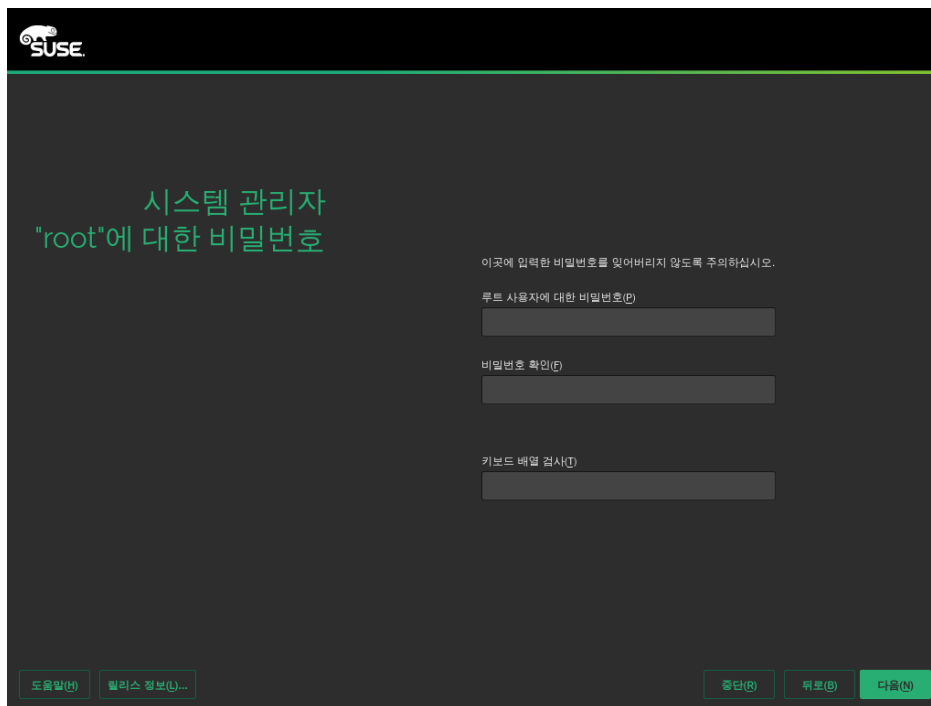 SUSE.
시스템 관리자
"root"에 대한 비밀번호
이곳에 입력한 비밀번호를 잊어버리지 않도록 주의하십시오.
루트 사용자에 대한 비밀번호(P)
비밀번호 확인(F)
키보드 배열 검사(T)
도움말(H)
릴리스 정보(L)...
중단(R)
뒤로(B)
다음(N)